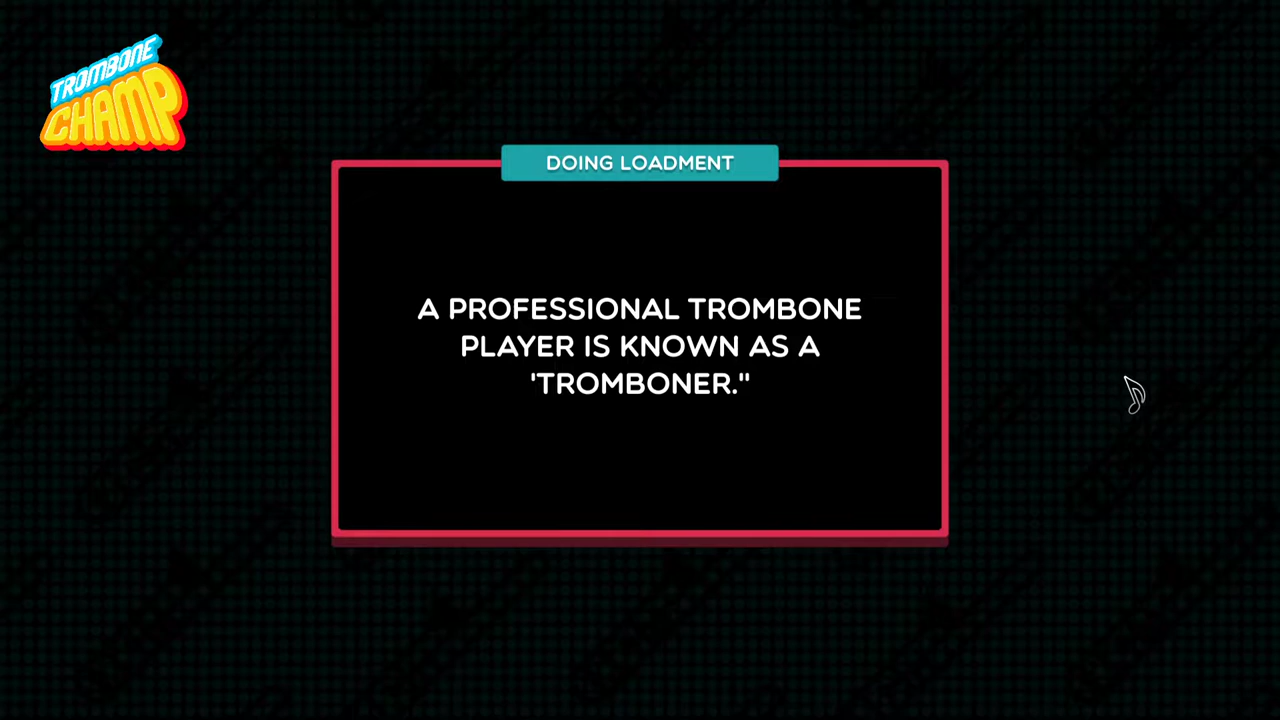 TROMBONE
CHAMP
DOING LOADMENT
A PROFESSIONAL TROMBONE
PLAYER IS KNOWN AS A
'TROMBONER."